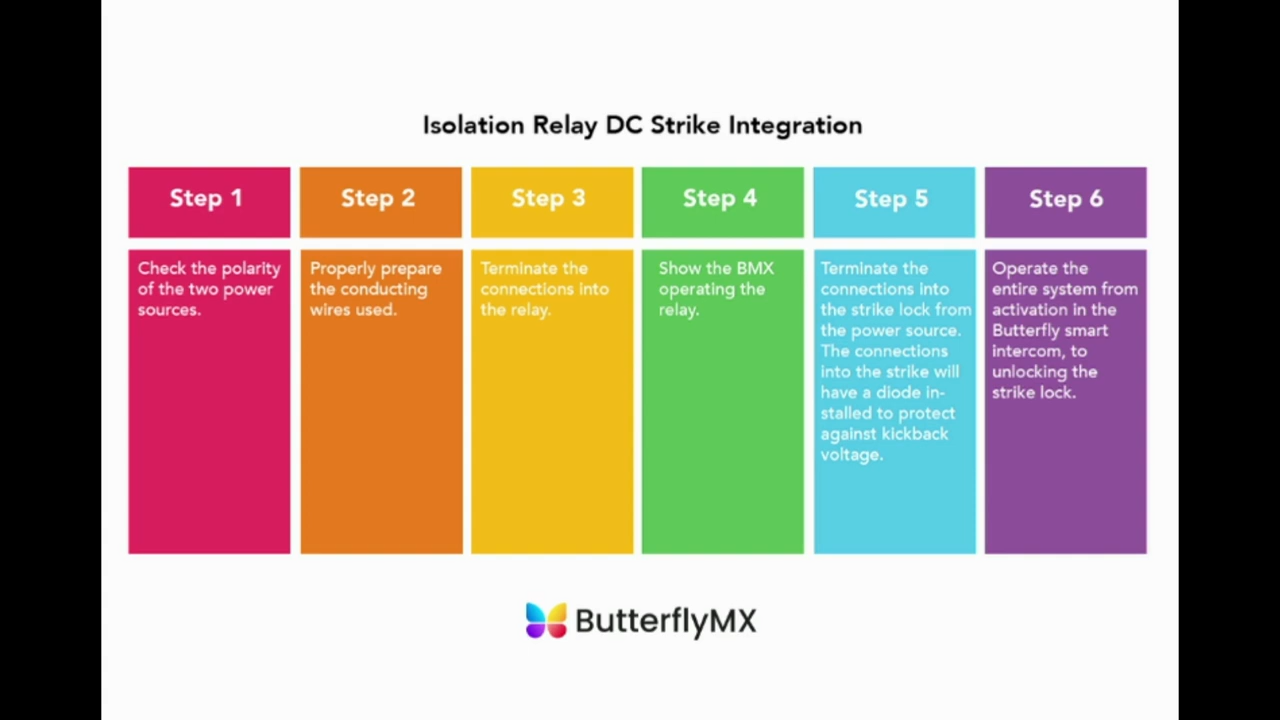 Isolation Relay DC Strike Integration
Step 1
Check the polarity
of the two power
sources.
Step 2
Properly prepare
the conducting
wires used.
Step 3
Terminate the
connections into
the relay.
Step 4
Show the BMX
operating the
relay.
Step 5
Terminate the
connections into
the strike lock from
the power source.
The connections
into the strike will
have a diode in-
stalled to protect
against kickback
voltage.
Step 6
Operate the
entire system from
activation in the
Butterfly smart
intercom, to
unlocking the
strike lock.
ButterflyMX